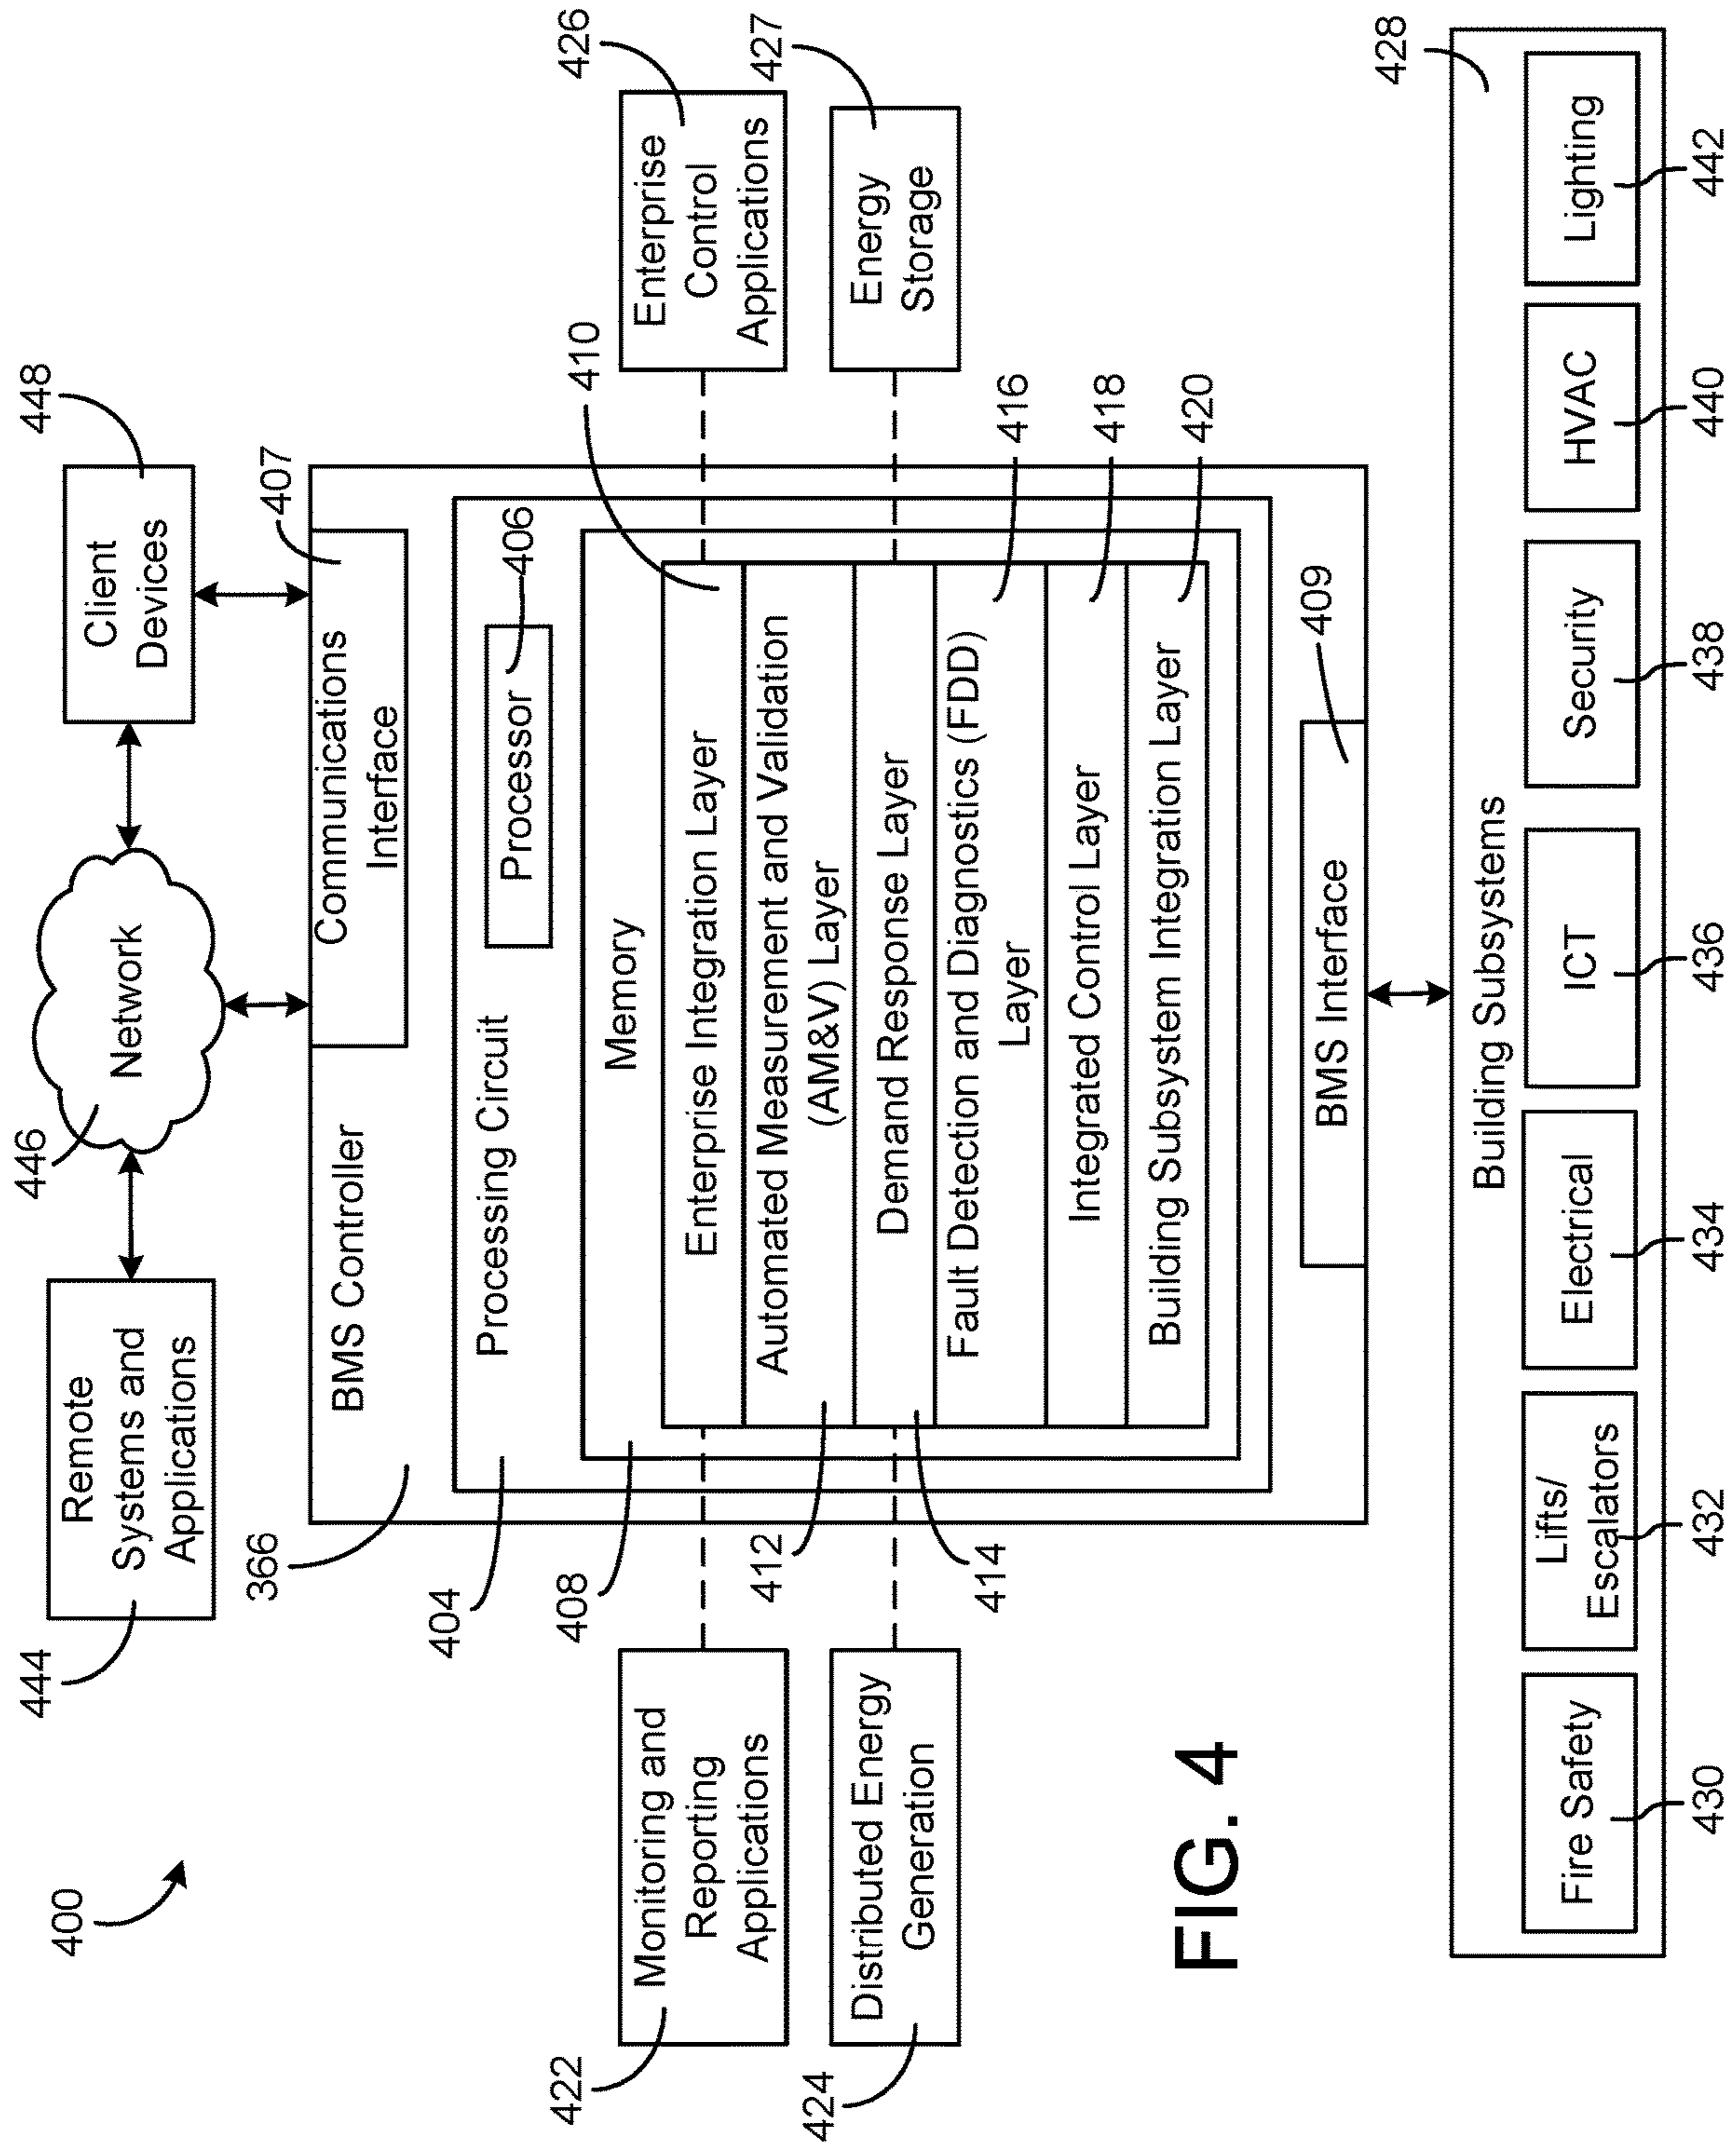 400
444
Remote
Systems and
Applications
446
Network
448
Client
Devices
366
BMS Controller
407
Communications
Interface
404
Processing Circuit
406
Processor
408
Memory
410
Enterprise Integration Layer
412
Automated Measurement and Validation
(AM&V) Layer
414
Demand Response Layer
416
Fault Detection and Diagnostics (FDD)
Layer
418
Integrated Control Layer
420
Building Subsystem Integration Layer
409
BMS Interface
422
Monitoring and
Reporting
Applications
424
Distributed Energy
Generation
426
Enterprise
Control
Applications
427
Energy
Storage
428
Building Subsystems
Fire Safety
Lifts/
Escalators
Electrical
ICT
Security
HVAC
Lighting
430
432
434
436
438
440
442
FIG. 4